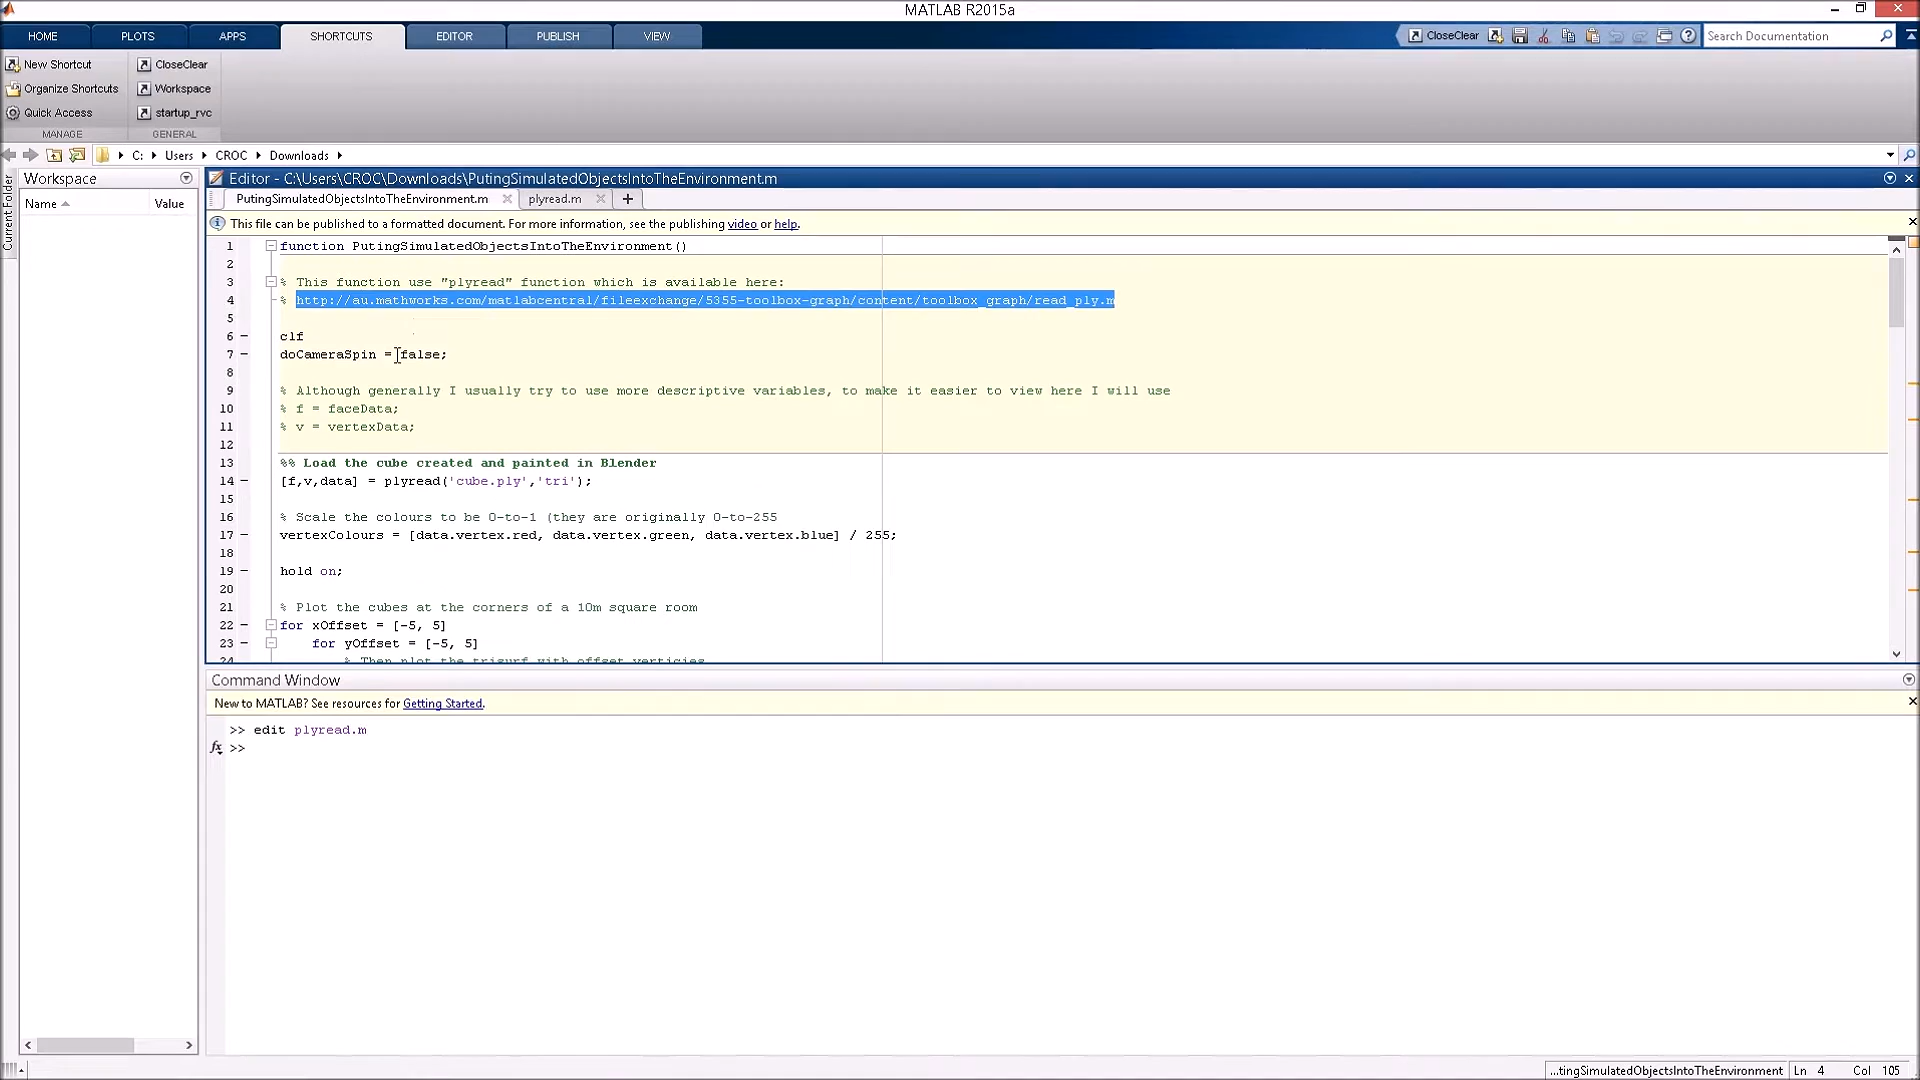 MATLAB R2015a
HOME PLOTS APPS SHORTCUTS EDITOR PUBLISH VIEW CloseClear Search Documentation
New Shortcut CloseClear
Organize Shortcuts Workspace
Quick Access startup_rvc
MANAGE GENERAL
C: Users CROC Downloads
Current Folder
Workspace
Name Value
Editor - C:\Users\CROC\Downloads\PutingSimulatedObjectsIntoTheEnvironment.m
PutingSimulatedObjectsIntoTheEnvironment.m plyread.m
This file can be published to a formatted document. For more information, see the publishing video or help.
1 function PutingSimulatedObjectsIntoTheEnvironment()
2
3 % This function use "plyread" function which is available here:
4 % http://au.mathworks.com/matlabcentral/fileexchange/5355-toolbox-graph/content/toolbox_graph/read_ply.m
5
6 clf
7 doCameraSpin = false;
8
9 % Although generally I usually try to use more descriptive variables, to make it easier to view here I will use
10 % f = faceData;
11 % v = vertexData;
12
13 %% Load the cube created and painted in Blender
14 [f,v,data] = plyread('cube.ply','tri');
15
16 % Scale the colours to be 0-to-1 (they are originally 0-to-255
17 vertexColours = [data.vertex.red, data.vertex.green, data.vertex.blue] / 255;
18
19 hold on;
20
21 % Plot the cubes at the corners of a 10m square room
22 for xOffset = [-5, 5]
23 for yOffset = [-5, 5]
24 % Then plot the trisurf with offset verticies
Command Window
New to MATLAB? See resources for Getting Started.
>> edit plyread.m
fx >>
...tingSimulatedObjectsIntoTheEnvironment Ln 4 Col 105